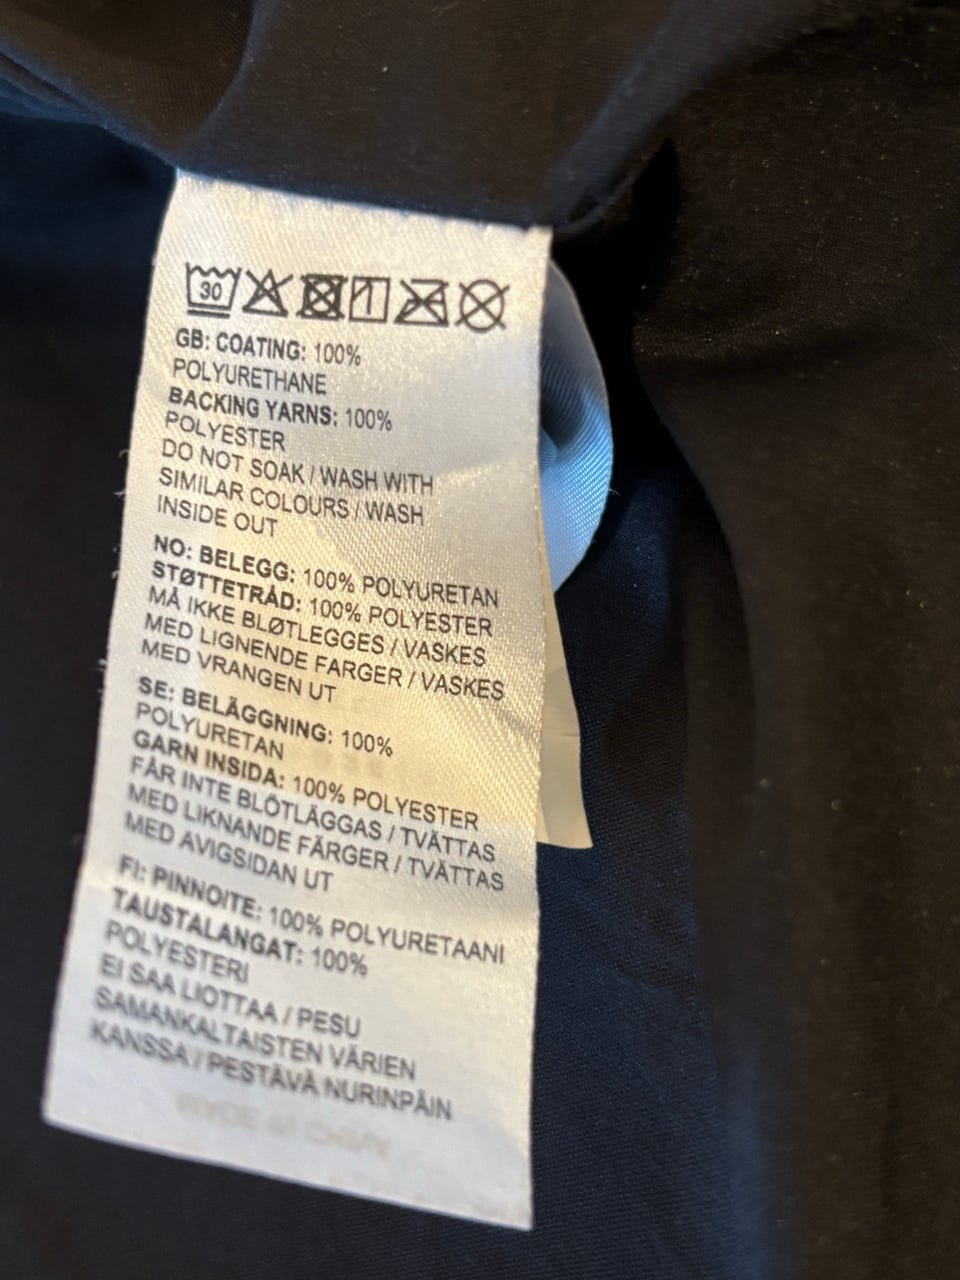 30
GB: COATING: 100%
POLYURETHANE
BACKING YARNS: 100%
POLYESTER
DO NOT SOAK / WASH WITH
SIMILAR COLOURS / WASH
INSIDE OUT
NO: BELEGG: 100% POLYURETAN
STØTTETRÅD: 100% POLYESTER
MÅ IKKE BLØTLEGGES / VASKES
MED LIGNENDE FARGER / VASKES
MED VRANGEN UT
SE: BELÄGGNING: 100%
POLYURETAN
GARN INSIDA: 100% POLYESTER
FÅR INTE BLÖTLÄGGAS / TVÄTTAS
MED LIKNANDE FÄRGER / TVÄTTAS
MED AVIGSIDAN UT
FI: PINNOITE: 100% POLYURETAANI
TAUSTALANGAT: 100%
POLYESTERI
EI SAA LIOTTAA / PESU
SAMANKALTAISTEN VÄRIEN
KANSSA / PESTÄVÄ NURINPÄIN